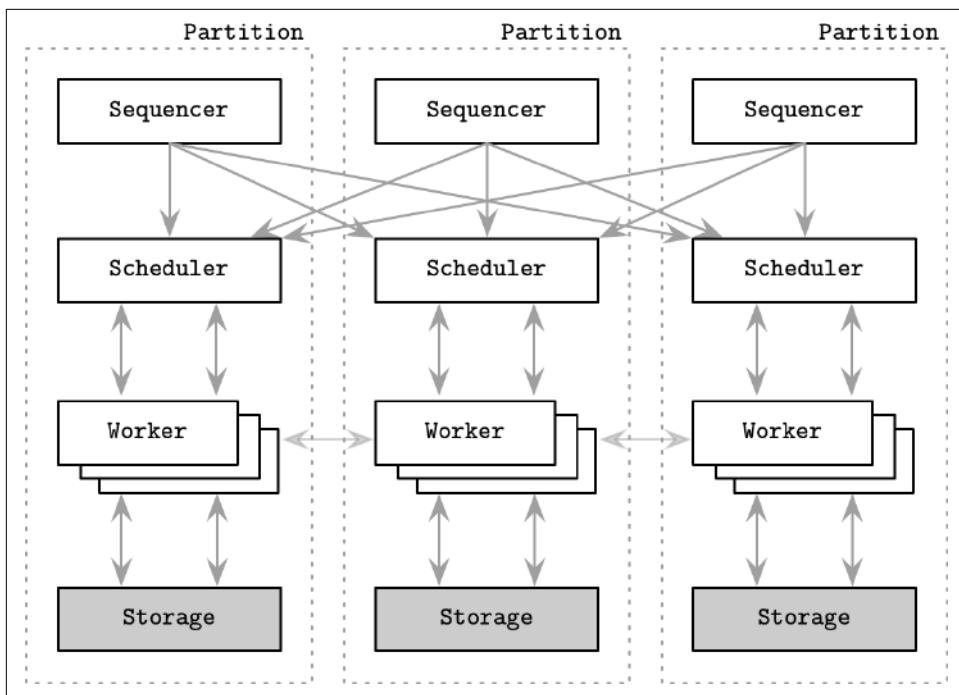 Partition Partition Partition
Sequencer Sequencer Sequencer
Scheduler Scheduler Scheduler
Worker Worker Worker
Storage Storage Storage